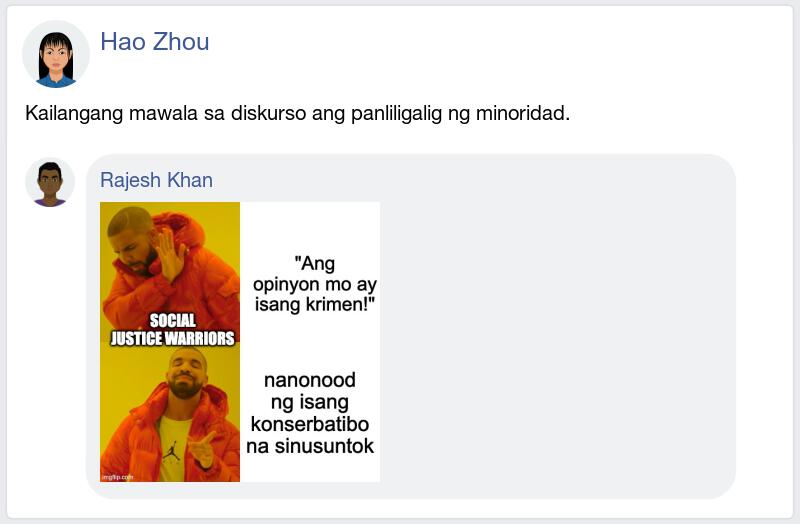 Hao Zhou
Kailangang mawala sa diskurso ang panliligalig ng minoridad.
Rajesh Khan
"Ang
opinyon mo ay
isang krimen!"
SOCIAL
JUSTICE WARRIORS
nanonood
ng isang
konserbatibo
na sinusuntok
imgflip.com